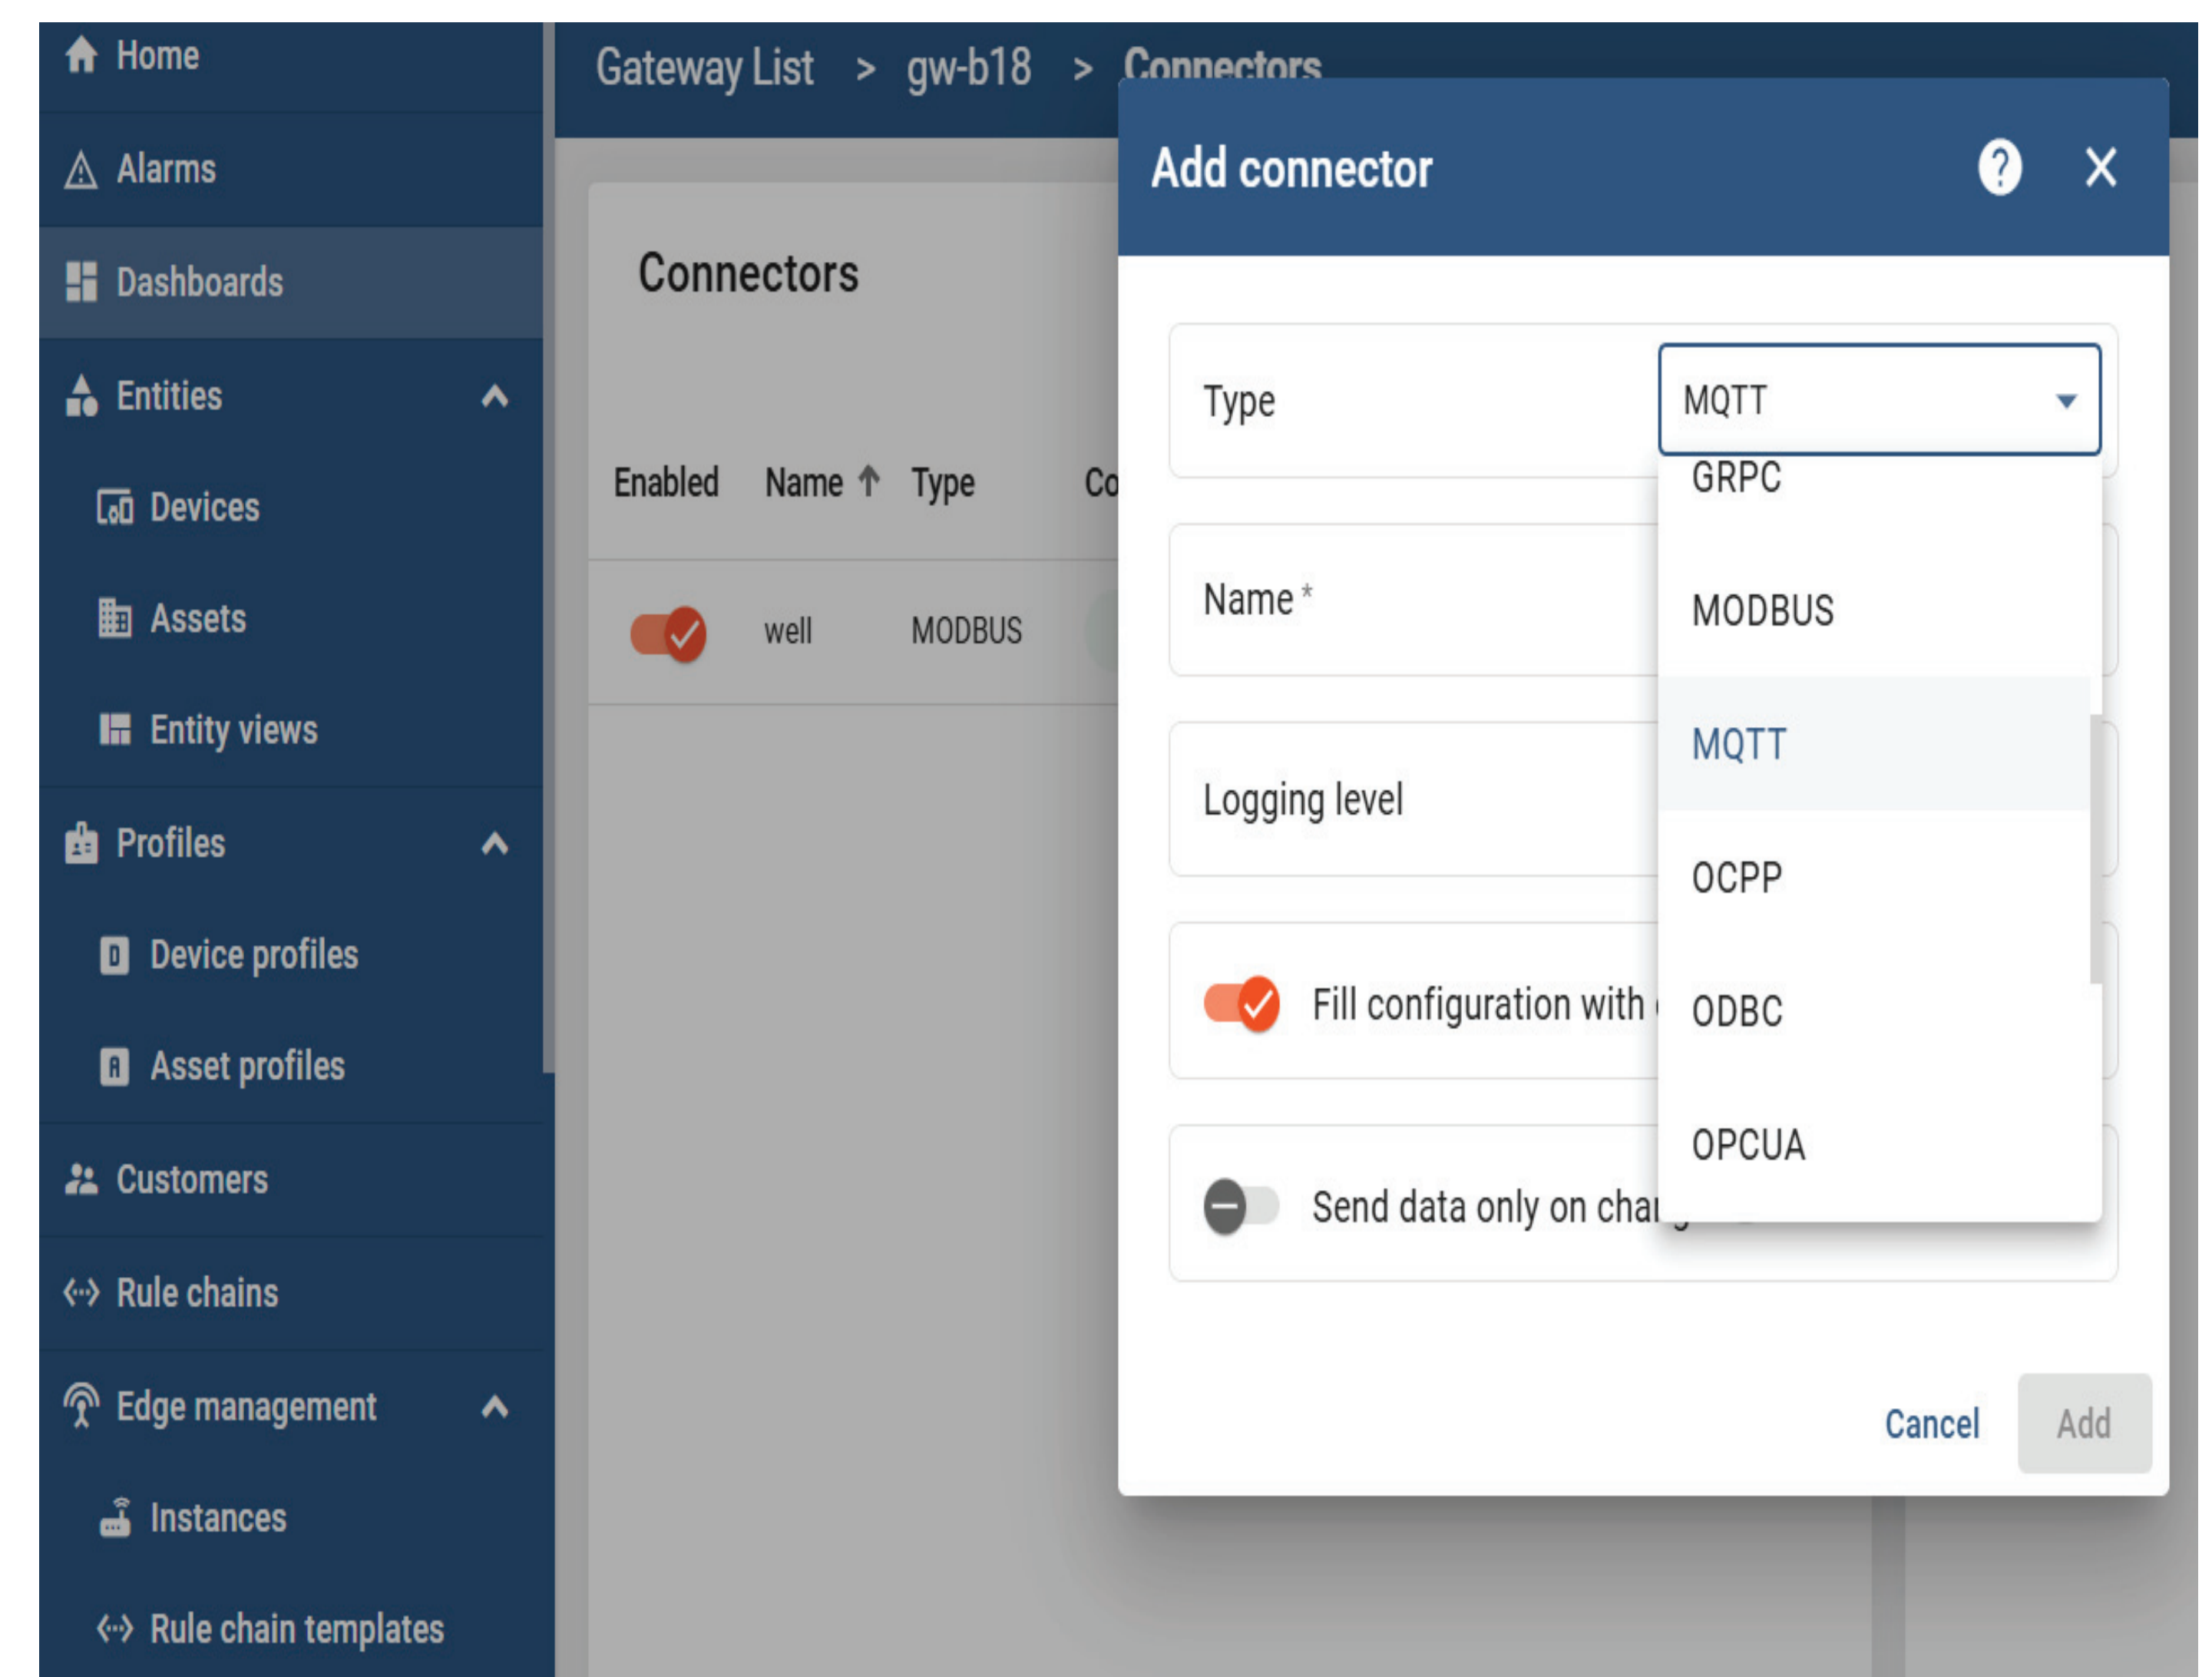 Home
Alarms
Dashboards
Entities
Devices
Assets
Entity views
Profiles
Device profiles
Asset profiles
Customers
Rule chains
Edge management
Instances
Rule chain templates
Gateway List > gw-b18 > Connectors
Connectors
Enabled Name Type
well MODBUS
Add connector
Type MQTT
GRPC
MODBUS
MQTT
OCPP
ODBC
OPCUA
Name *
Logging level
Fill configuration with
Send data only on
Cancel Add